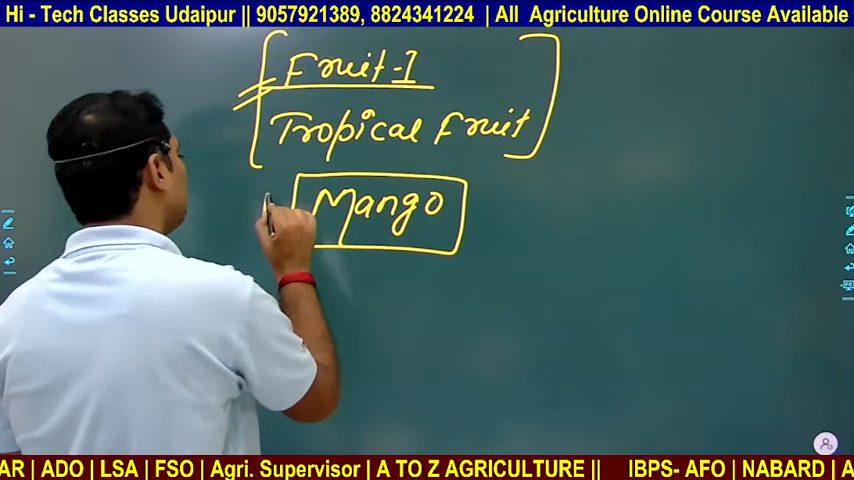 Hi - Tech Classes Udaipur || 9057921389, 8824341224 | All Agriculture Online Course Available
Fruit-I
Tropical Fruit
Mango
AR | ADO | LSA | FSO | Agri. Supervisor | A TO Z AGRICULTURE || IBPS- AFO | NABARD | A